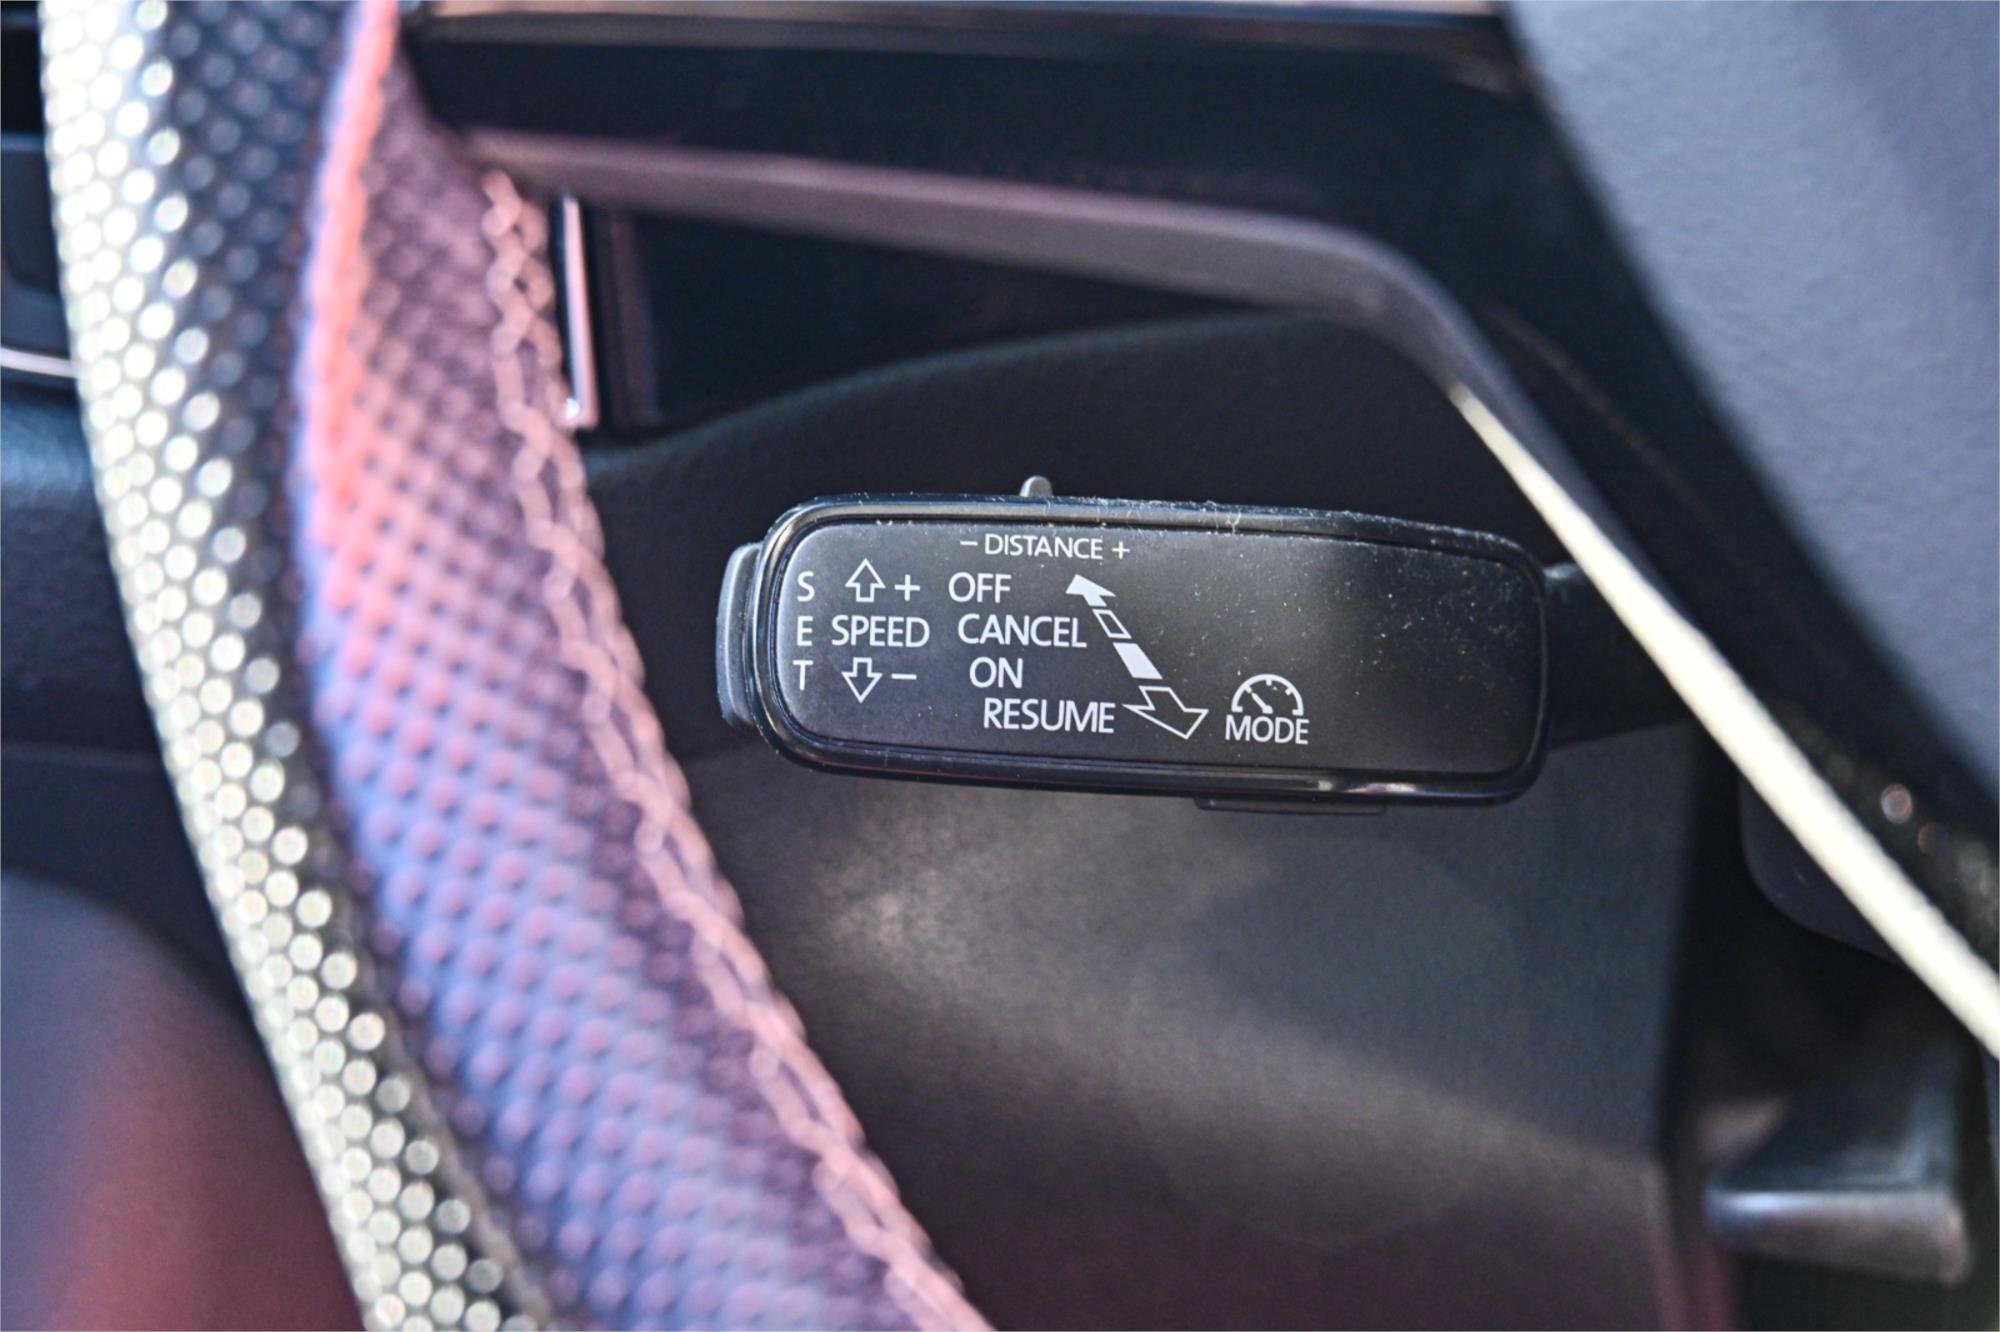 − DISTANCE +
S ⇧ + OFF
E SPEED CANCEL
T ⇩ − ON
RESUME
MODE